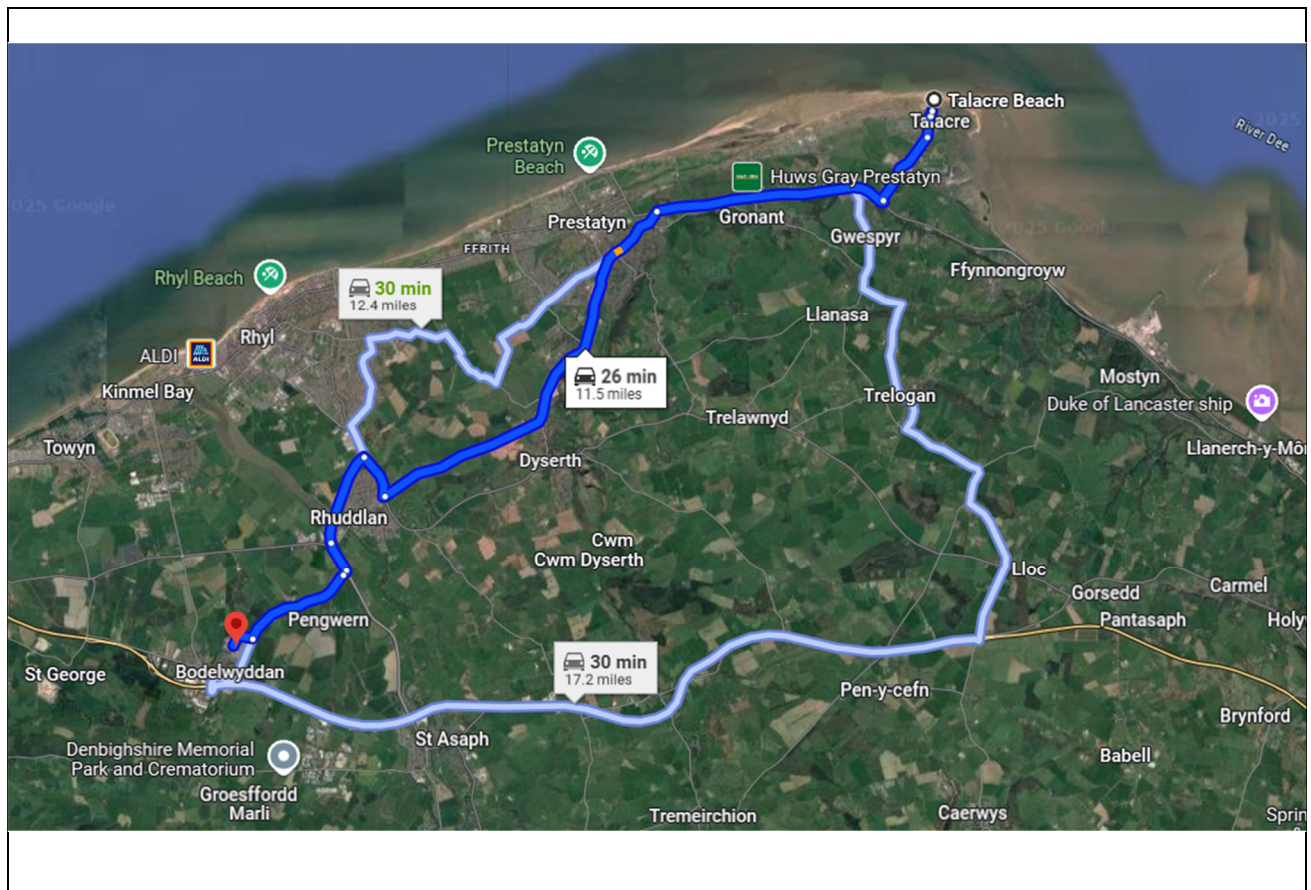 Talacre Beach
Talacre
River Dee
2025 Google
Prestatyn
Beach
Huws Gray Prestatyn
2025 Google
Prestatyn
Gronant
Gwespyr
FFRITH
Ffynnongroyw
Rhyl Beach
30 min
12.4 miles
Llanasa
Rhyl
ALDI
ALDI
Kinmel Bay
26 min
11.5 miles
Mostyn
Trelogan
Duke of Lancaster ship
Trelawnyd
Towyn
Llanerch-y-Môr
Dyserth
Rhuddlan
Cwm
Cwm Dyserth
Lloc
Gorsedd
Carmel
Pengwern
Pantasaph
Holy
St George
Bodelwyddan
30 min
17.2 miles
Pen-y-cefn
Brynford
St Asaph
Denbighshire Memorial
Park and Crematorium
Babell
Groesffordd
Marli
Tremeirchion
Caerwys
Sprin